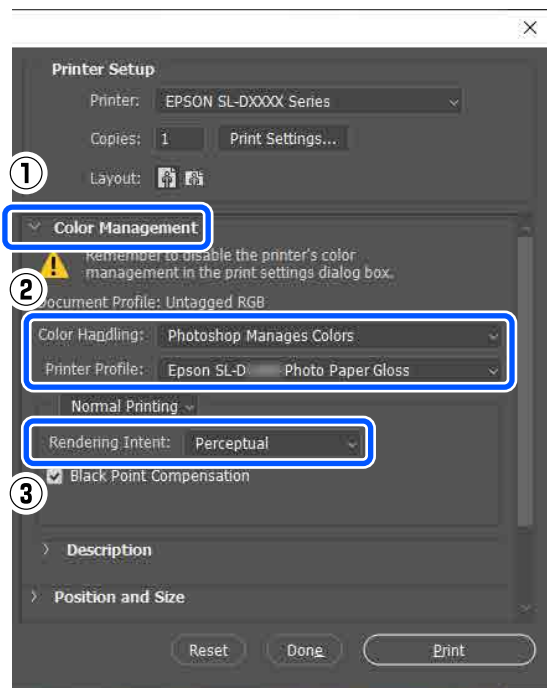 Printer Setup
Printer: EPSON SL-DXXXX Series
Copies: 1 Print Settings...
①
Layout:
Color Management
Remember to disable the printer's color
management in the print settings dialog box.
②
Document Profile: Untagged RGB
Color Handling: Photoshop Manages Colors
Printer Profile: Epson SL-D Photo Paper Gloss
Normal Printing
Rendering Intent: Perceptual
Black Point Compensation
③
Description
Position and Size
Reset Done Print